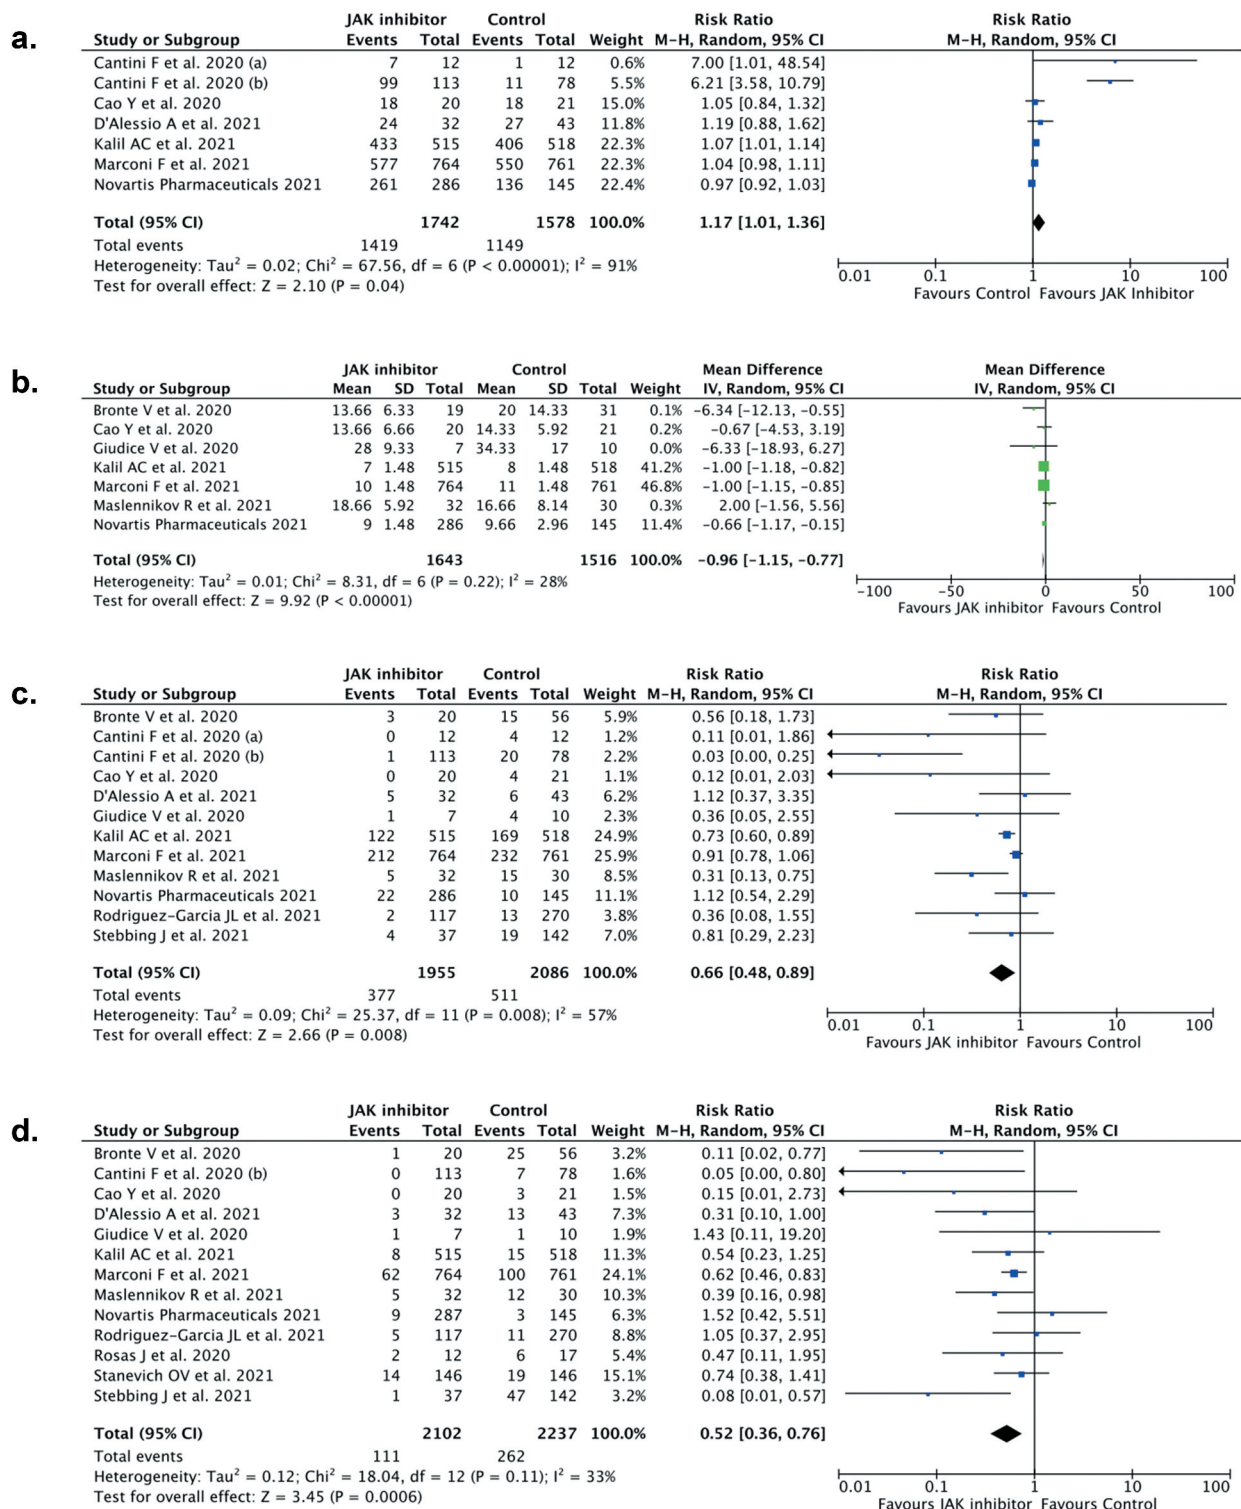 a.
JAK inhibitor Control Risk Ratio Risk Ratio
Study or Subgroup Events Total Events Total Weight M-H, Random, 95% CI M-H, Random, 95% CI
Cantini F et al. 2020 (a) 7 12 1 12 0.6% 7.00 [1.01, 48.54]
Cantini F et al. 2020 (b) 99 113 11 78 5.5% 6.21 [3.58, 10.79]
Cao Y et al. 2020 18 20 18 21 15.0% 1.05 [0.84, 1.32]
D'Alessio A et al. 2021 24 32 27 43 11.8% 1.19 [0.88, 1.62]
Kalil AC et al. 2021 433 515 406 518 22.3% 1.07 [1.01, 1.14]
Marconi F et al. 2021 577 764 550 761 22.3% 1.04 [0.98, 1.11]
Novartis Pharmaceuticals 2021 261 286 136 145 22.4% 0.97 [0.92, 1.03]
Total (95% CI) 1742 1578 100.0% 1.17 [1.01, 1.36]
Total events 1419 1149
Heterogeneity: Tau² = 0.02; Chi² = 67.56, df = 6 (P < 0.00001); I² = 91%
Test for overall effect: Z = 2.10 (P = 0.04)
0.01 0.1 1 10 100
Favours Control Favours JAK Inhibitor
b.
JAK inhibitor Control Mean Difference Mean Difference
Study or Subgroup Mean SD Total Mean SD Total Weight IV, Random, 95% CI IV, Random, 95% CI
Bronte V et al. 2020 13.66 6.33 19 20 14.33 31 0.1% -6.34 [-12.13, -0.55]
Cao Y et al. 2020 13.66 6.66 20 14.33 5.92 21 0.2% -0.67 [-4.53, 3.19]
Giudice V et al. 2020 28 9.33 7 34.33 17 10 0.0% -6.33 [-18.93, 6.27]
Kalil AC et al. 2021 7 1.48 515 8 1.48 518 41.2% -1.00 [-1.18, -0.82]
Marconi F et al. 2021 10 1.48 764 11 1.48 761 46.8% -1.00 [-1.15, -0.85]
Maslennikov R et al. 2021 18.66 5.92 32 16.66 8.14 30 0.3% 2.00 [-1.56, 5.56]
Novartis Pharmaceuticals 2021 9 1.48 286 9.66 2.96 145 11.4% -0.66 [-1.17, -0.15]
Total (95% CI) 1643 1516 100.0% -0.96 [-1.15, -0.77]
Heterogeneity: Tau² = 0.01; Chi² = 8.31, df = 6 (P = 0.22); I² = 28%
Test for overall effect: Z = 9.92 (P < 0.00001)
-100 -50 0 50 100
Favours JAK inhibitor Favours Control
c.
JAK inhibitor Control Risk Ratio Risk Ratio
Study or Subgroup Events Total Events Total Weight M-H, Random, 95% CI M-H, Random, 95% CI
Bronte V et al. 2020 3 20 15 56 5.9% 0.56 [0.18, 1.73]
Cantini F et al. 2020 (a) 0 12 4 12 1.2% 0.11 [0.01, 1.86]
Cantini F et al. 2020 (b) 1 113 20 78 2.2% 0.03 [0.00, 0.25]
Cao Y et al. 2020 0 20 4 21 1.1% 0.12 [0.01, 2.03]
D'Alessio A et al. 2021 5 32 6 43 6.2% 1.12 [0.37, 3.35]
Giudice V et al. 2020 1 7 4 10 2.3% 0.36 [0.05, 2.55]
Kalil AC et al. 2021 122 515 169 518 24.9% 0.73 [0.60, 0.89]
Marconi F et al. 2021 212 764 232 761 25.9% 0.91 [0.78, 1.06]
Maslennikov R et al. 2021 5 32 15 30 8.5% 0.31 [0.13, 0.75]
Novartis Pharmaceuticals 2021 22 286 10 145 11.1% 1.12 [0.54, 2.29]
Rodriguez-Garcia JL et al. 2021 2 117 13 270 3.8% 0.36 [0.08, 1.55]
Stebbing J et al. 2021 4 37 19 142 7.0% 0.81 [0.29, 2.23]
Total (95% CI) 1955 2086 100.0% 0.66 [0.48, 0.89]
Total events 377 511
Heterogeneity: Tau² = 0.09; Chi² = 25.37, df = 11 (P = 0.008); I² = 57%
Test for overall effect: Z = 2.66 (P = 0.008)
0.01 0.1 1 10 100
Favours JAK inhibitor Favours Control
d.
JAK inhibitor Control Risk Ratio Risk Ratio
Study or Subgroup Events Total Events Total Weight M-H, Random, 95% CI M-H, Random, 95% CI
Bronte V et al. 2020 1 20 25 56 3.2% 0.11 [0.02, 0.77]
Cantini F et al. 2020 (b) 0 113 7 78 1.6% 0.05 [0.00, 0.80]
Cao Y et al. 2020 0 20 3 21 1.5% 0.15 [0.01, 2.73]
D'Alessio A et al. 2021 3 32 13 43 7.3% 0.31 [0.10, 1.00]
Giudice V et al. 2020 1 7 1 10 1.9% 1.43 [0.11, 19.20]
Kalil AC et al. 2021 8 515 15 518 11.3% 0.54 [0.23, 1.25]
Marconi F et al. 2021 62 764 100 761 24.1% 0.62 [0.46, 0.83]
Maslennikov R et al. 2021 5 32 12 30 10.3% 0.39 [0.16, 0.98]
Novartis Pharmaceuticals 2021 9 287 3 145 6.3% 1.52 [0.42, 5.51]
Rodriguez-Garcia JL et al. 2021 5 117 11 270 8.8% 1.05 [0.37, 2.95]
Rosas J et al. 2020 2 12 6 17 5.4% 0.47 [0.11, 1.95]
Stanevich OV et al. 2021 14 146 19 146 15.1% 0.74 [0.38, 1.41]
Stebbing J et al. 2021 1 37 47 142 3.2% 0.08 [0.01, 0.57]
Total (95% CI) 2102 2237 100.0% 0.52 [0.36, 0.76]
Total events 111 262
Heterogeneity: Tau² = 0.12; Chi² = 18.04, df = 12 (P = 0.11); I² = 33%
Test for overall effect: Z = 3.45 (P = 0.0006)
0.01 0.1 1 10 100
Favours JAK inhibitor Favours Control